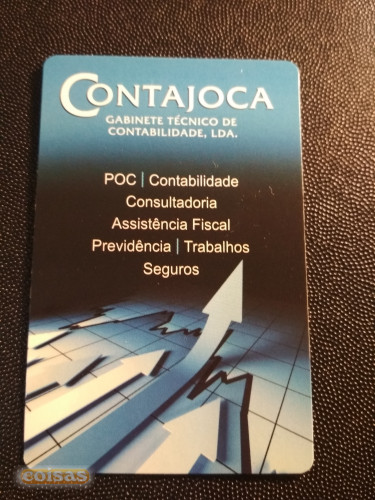 CONTAJOCA
GABINETE TÉCNICO DE
CONTABILIDADE, LDA.
POC | Contabilidade
Consultadoria
Assistência Fiscal
Previdência | Trabalhos
Seguros
coisas